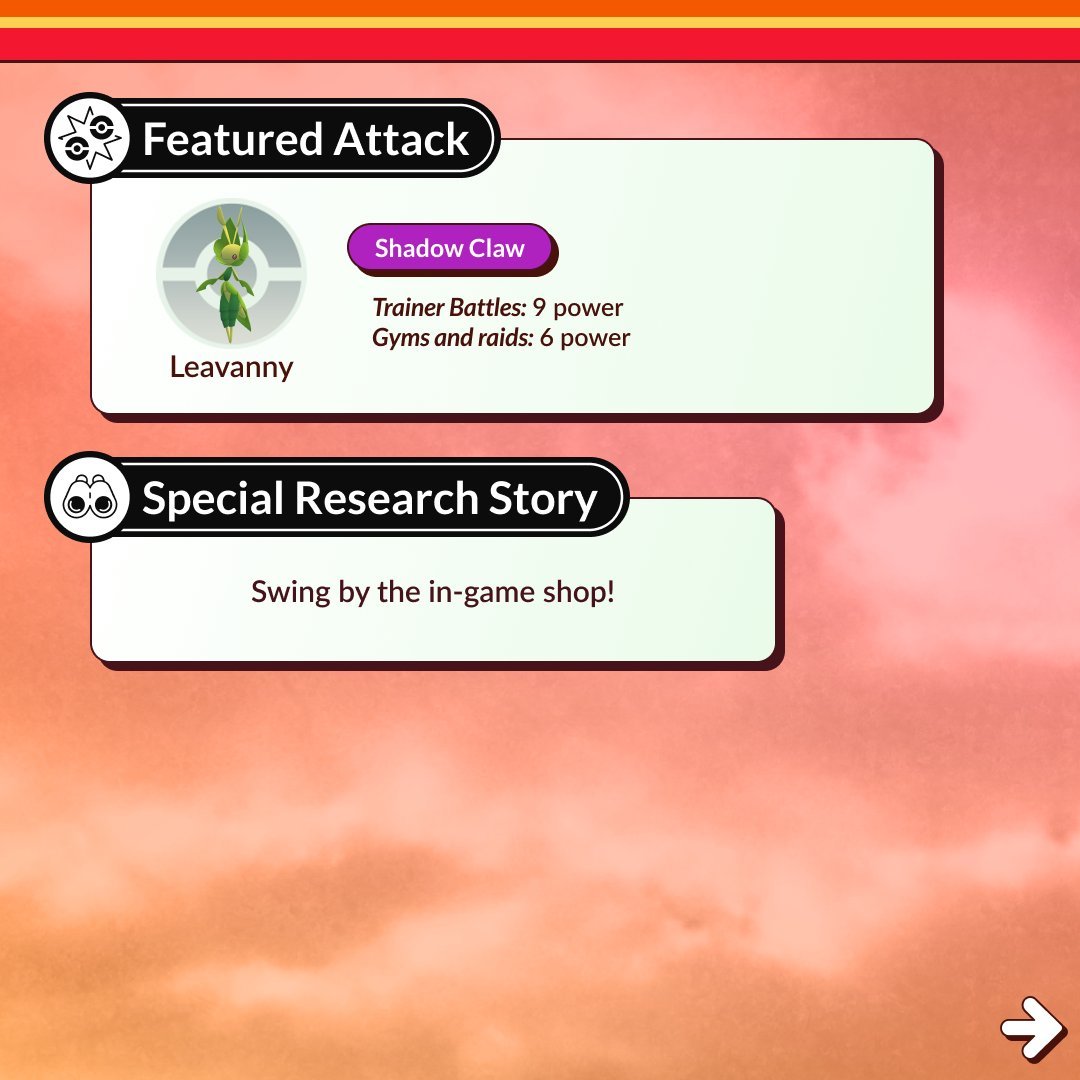 Featured Attack
Shadow Claw
Trainer Battles: 9 power
Gyms and raids: 6 power
Leavanny
Special Research Story
Swing by the in-game shop!